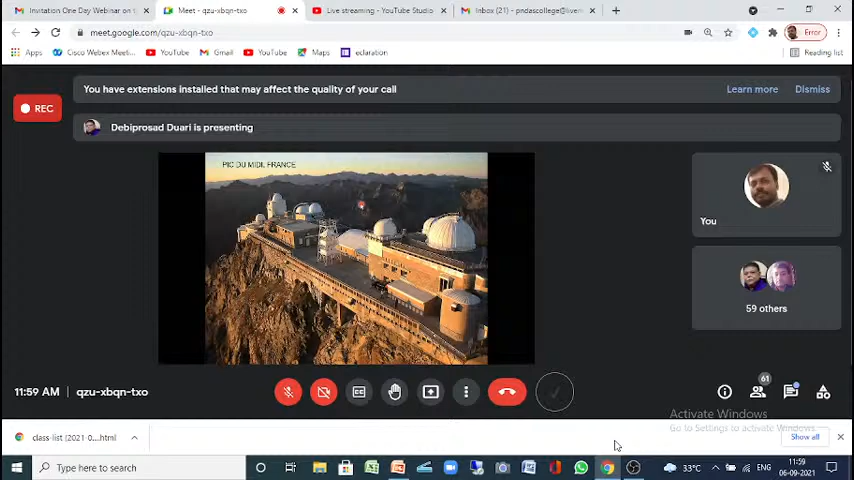 Invitation One Day Webinar on t
Meet - qzu-xbqn-txo
Live streaming - YouTube Studio
Inbox (21) - pndascollege@liven
meet.google.com/qzu-xbqn-txo
Error
Apps
Cisco Webex Meeti...
YouTube
Gmail
YouTube
Maps
eclaration
Reading list
You have extensions installed that may affect the quality of your call
Learn more
Dismiss
REC
Debiprosad Duari is presenting
PIC DU MIDI, FRANCE
You
59 others
11:59 AM | qzu-xbqn-txo
61
Activate Windows
Go to Settings to activate Windows.
class-list (2021-0....html
Show all
Type here to search
33°C
ENG
11:59
06-09-2021